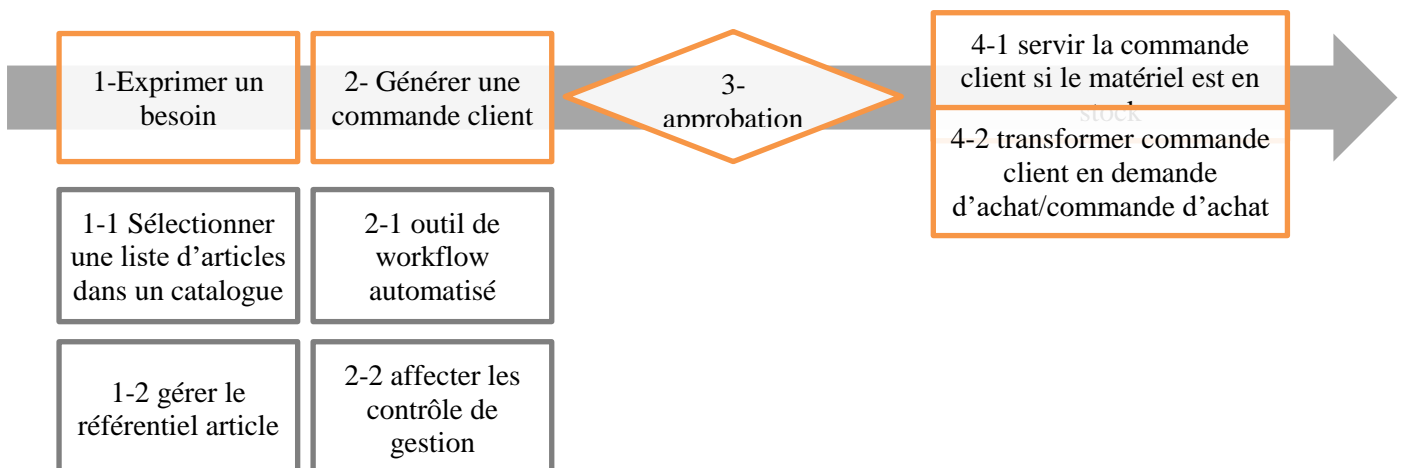 1-Exprimer un
besoin
2- Générer une
commande client
3-
approbation
4-1 servir la commande
client si le matériel est en
stock
4-2 transformer commande
client en demande
d’achat/commande d’achat
1-1 Sélectionner
une liste d’articles
dans un catalogue
2-1 outil de
workflow
automatisé
1-2 gérer le
référentiel article
2-2 affecter les
contrôle de
gestion